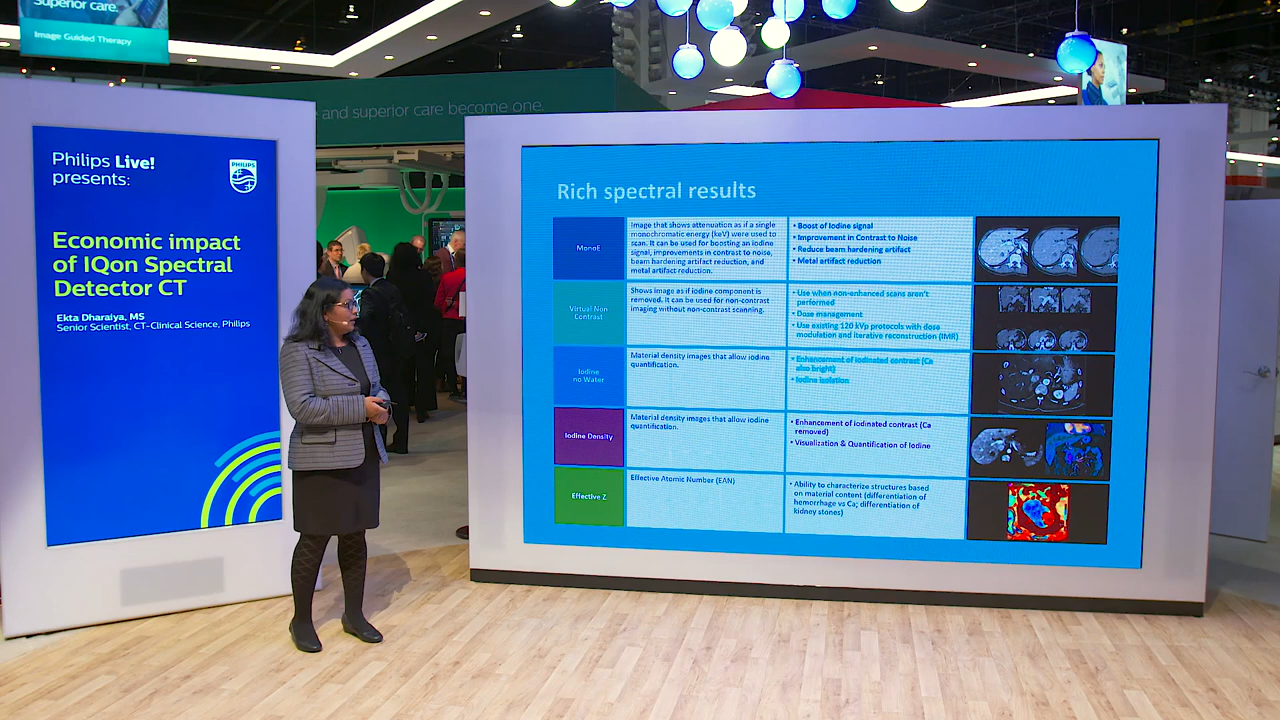 Superior care.
Image Guided Therapy
and superior care become one.
Philips Live!
presents:
PHILIPS
Economic impact
of IQon Spectral
Detector CT
Ekta Dharaiya, MS
Senior Scientist, CT-Clinical Science, Philips
Rich spectral results
MonoE
Image that shows attenuation as if a single
monochromatic energy (keV) were used to
scan. It can be used for boosting an iodine
signal, improvements in contrast to noise,
beam hardening artifact reduction, and
metal artifact reduction.
• Boost of Iodine signal
• Improvement in Contrast to Noise
• Reduce beam hardening artifact
• Metal artifact reduction
Virtual Non
Contrast
Shows image as if iodine component is
removed. It can be used for non-contrast
imaging without non-contrast scanning.
• Use when non-enhanced scans aren't
performed
• Dose management
• Use existing 120 kVp protocols with dose
modulation and iterative reconstruction (IMR)
Iodine
no Water
Material density images that allow iodine
quantification.
• Enhancement of iodinated contrast (Ca
also bright)
• Iodine isolation
Iodine Density
Material density images that allow iodine
quantification.
• Enhancement of iodinated contrast (Ca
removed)
• Visualization & Quantification of Iodine
Effective Z
Effective Atomic Number (EAN)
• Ability to characterize structures based
on material content (differentiation of
hemorrhage vs Ca; differentiation of
kidney stones)